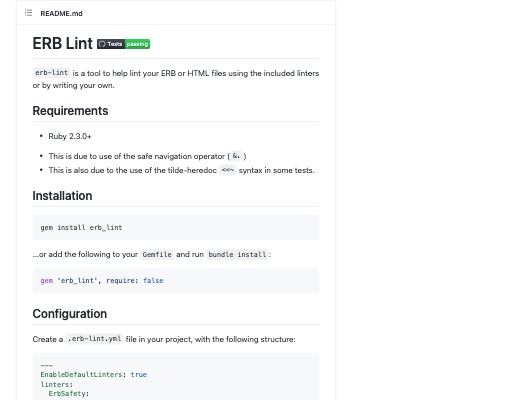 README.md
ERB Lint Tests passing
erb-lint is a tool to help lint your ERB or HTML files using the included linters
or by writing your own.
Requirements
• Ruby 2.3.0+
• This is due to use of the safe navigation operator ( &. )
• This is also due to the use of the tilde-heredoc <<~ syntax in some tests.
Installation
gem install erb_lint
...or add the following to your Gemfile and run bundle install :
gem 'erb_lint', require: false
Configuration
Create a .erb-lint.yml file in your project, with the following structure:
---
EnableDefaultLinters: true
linters:
  ErbSafety: